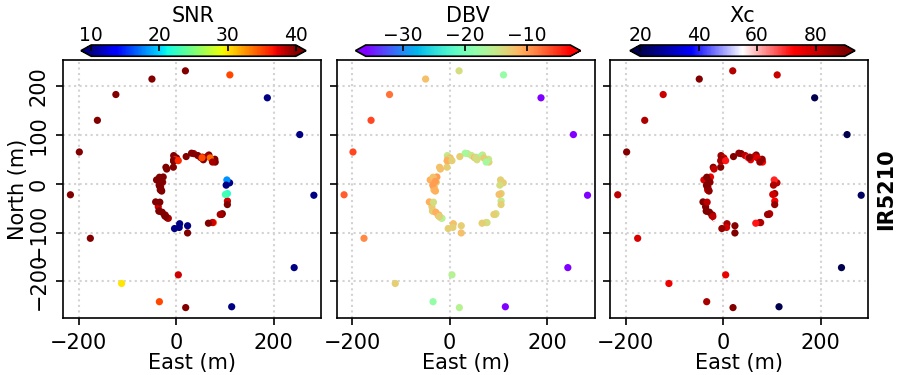 SNR DBV Xc
10 20 30 40 −30 −20 −10 20 40 60 80
200
100
0
−100
−200
North (m)
−200 0 200 −200 0 200 −200 0 200
East (m) East (m) East (m)
IR5210